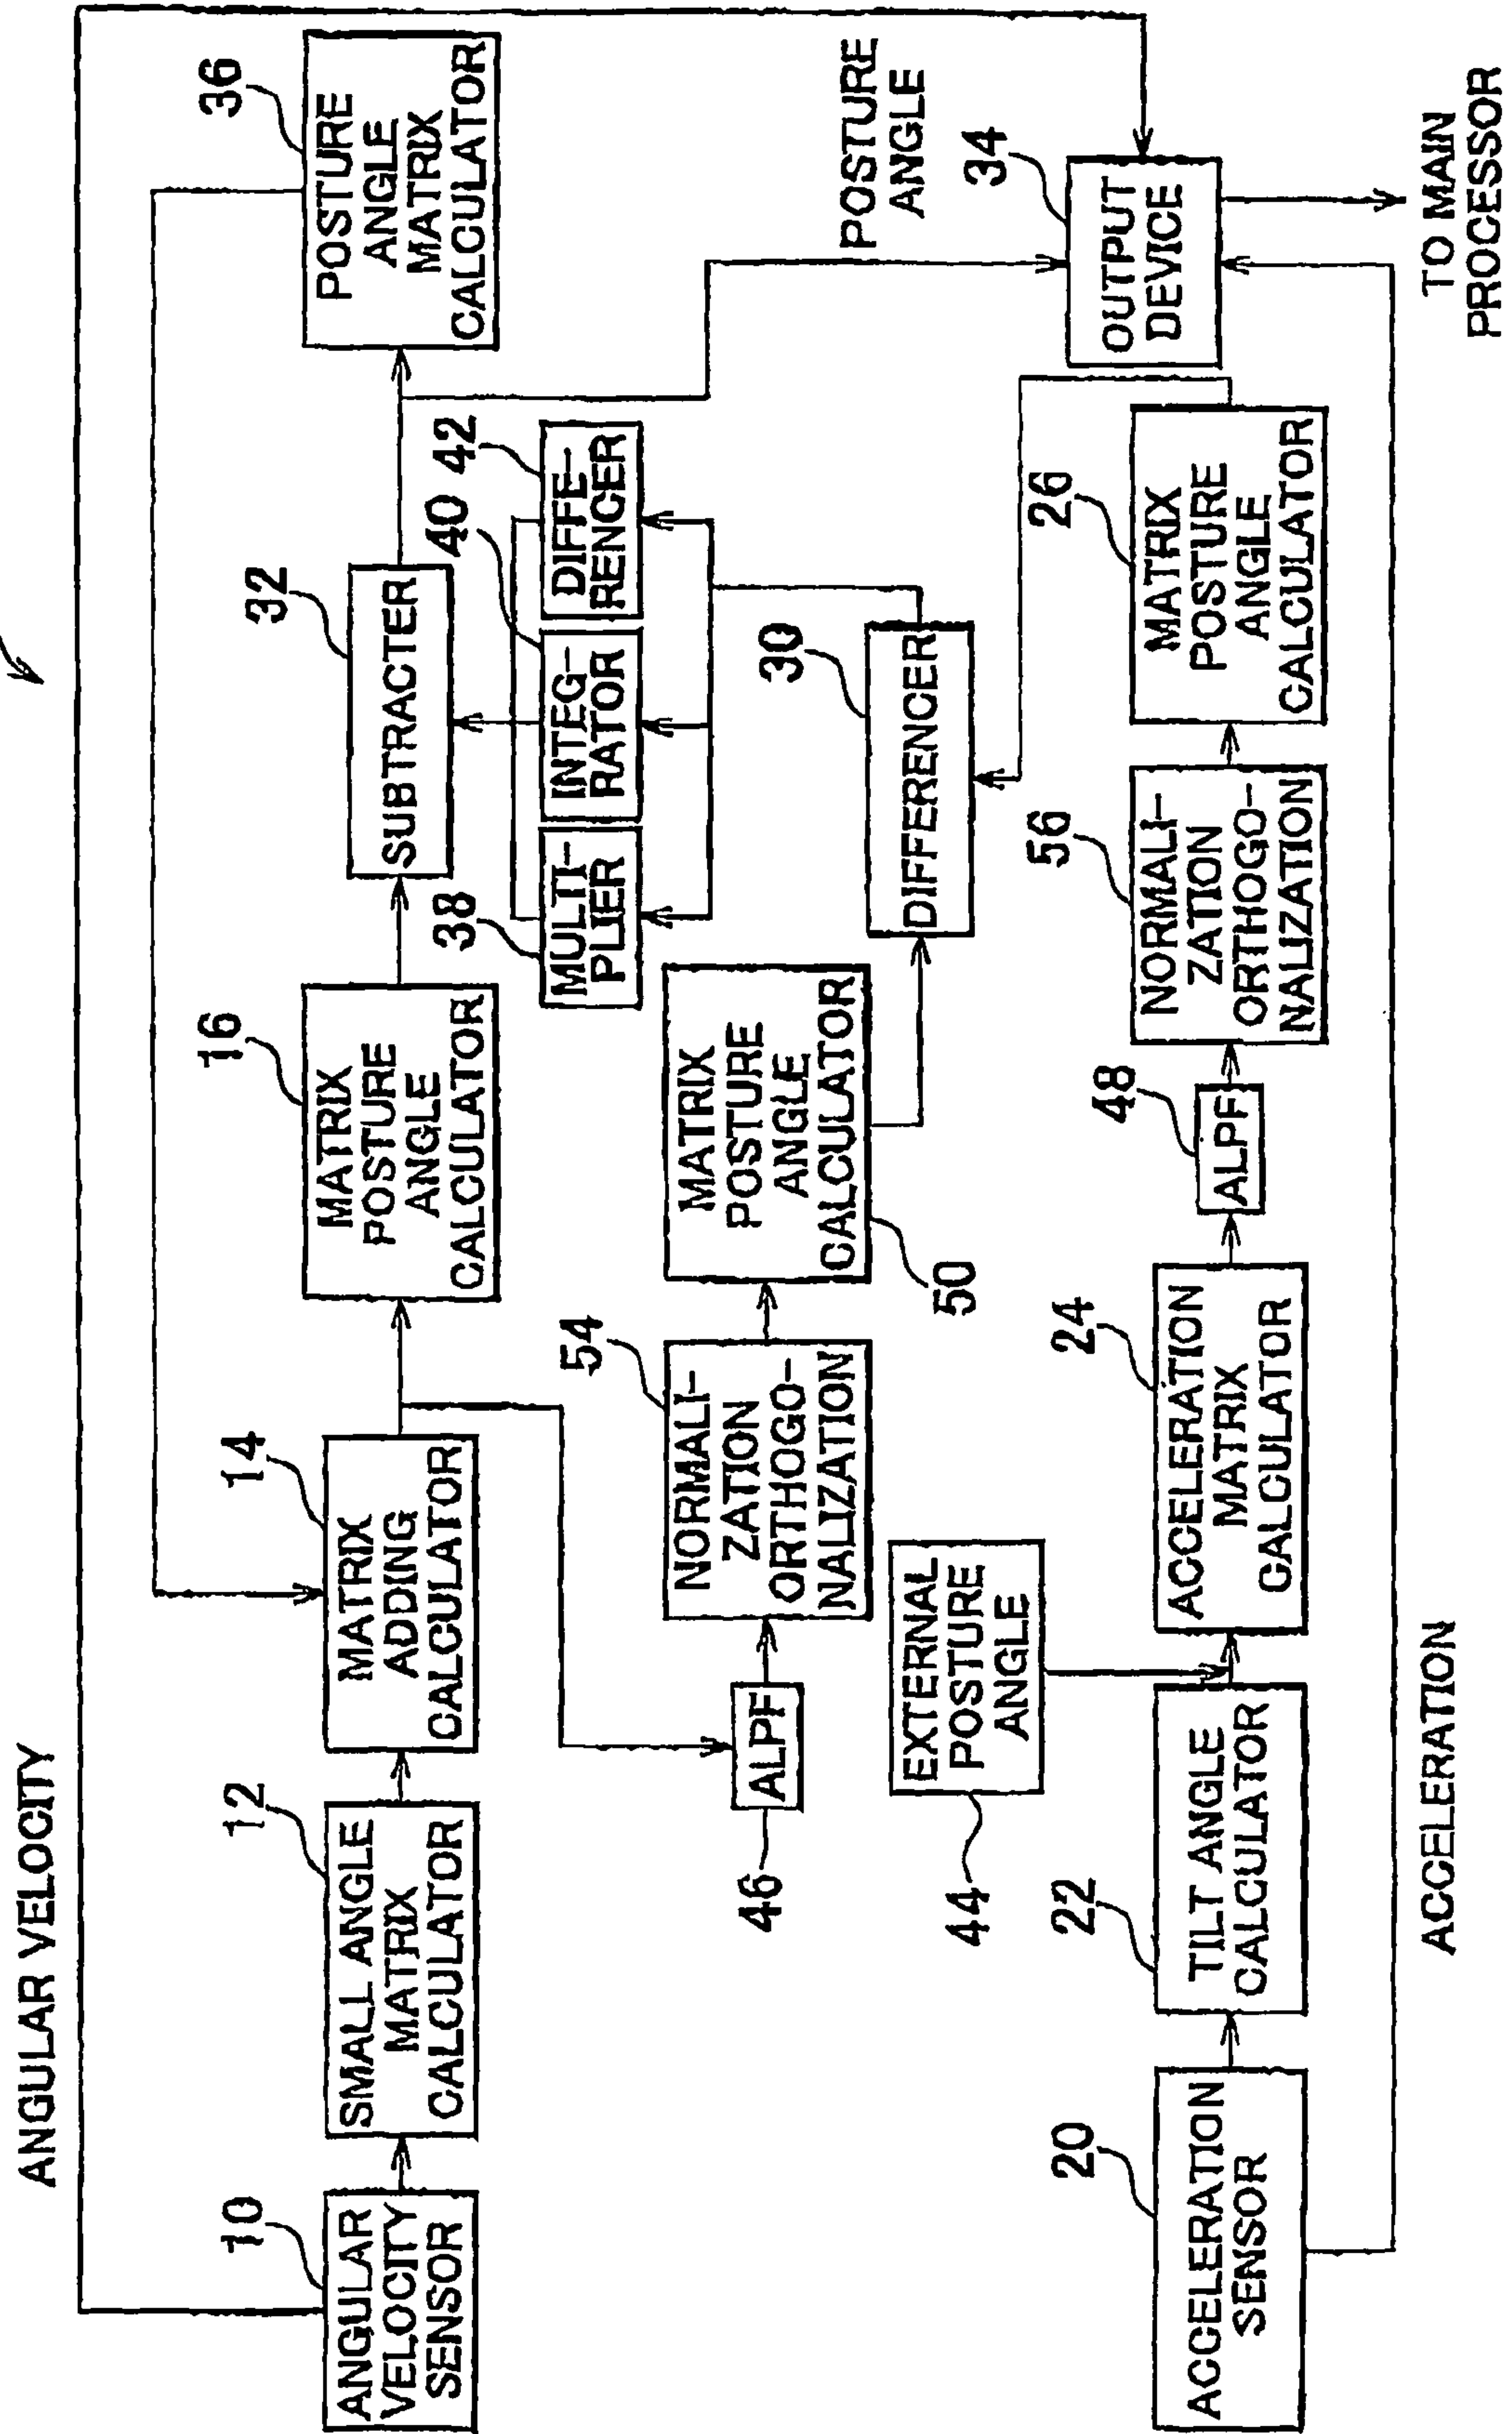 ANGULAR VELOCITY
10
ANGULAR
VELOCITY
SENSOR
12
SMALL ANGLE
MATRIX
CALCULATOR
14
MATRIX
ADDING
CALCULATOR
16
MATRIX
POSTURE
ANGLE
CALCULATOR
32
SUBTRACTER
36
POSTURE
ANGLE
MATRIX
CALCULATOR
38
MULTI-
PLIER
40
INTEG-
RATOR
42
DIFFE-
RENCER
46
ALPF
54
NORMALI-
ZATION
ORTHOGO-
NALIZATION
50
MATRIX
POSTURE
ANGLE
CALCULATOR
30
DIFFERENCER
POSTURE
ANGLE
34
OUTPUT
DEVICE
44
EXTERNAL
POSTURE
ANGLE
20
ACCELERATION
SENSOR
22
TILT ANGLE
CALCULATOR
24
ACCELERATION
MATRIX
CALCULATOR
48
ALPF
56
NORMALI-
ZATION
ORTHOGO-
NALIZATION
26
MATRIX
POSTURE
ANGLE
CALCULATOR
ACCELERATION
TO MAIN
PROCESSOR